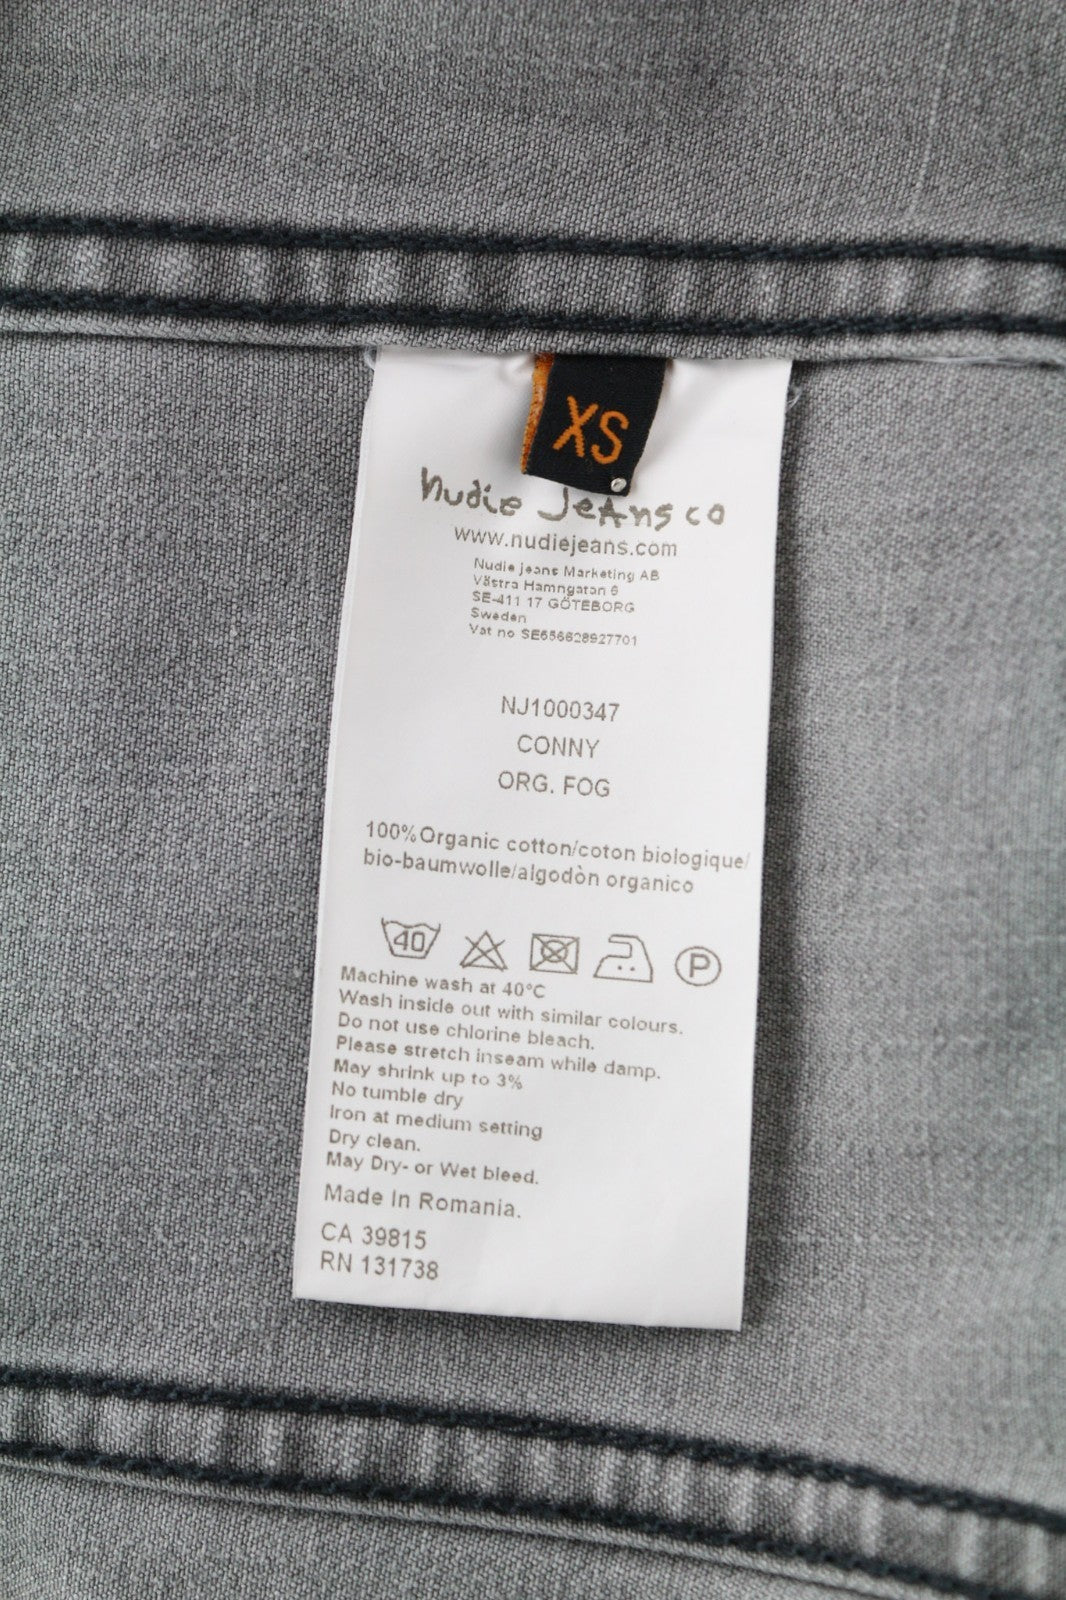 XS
Nudie Jeans co
www.nudiejeans.com
Nudie jeans Marketing AB
Västra Hamngatan 6
SE-411 17 GÖTEBORG
Sweden
Vat no SE556628927701
NJ1000347
CONNY
ORG. FOG
100%Organic cotton/coton biologique/
bio-baumwolle/algodòn organico
40
P
Machine wash at 40°C
Wash inside out with similar colours.
Do not use chlorine bleach.
Please stretch inseam while damp.
May shrink up to 3%
No tumble dry
Iron at medium setting
Dry clean.
May Dry- or Wet bleed.
Made In Romania.
CA 39815
RN 131738